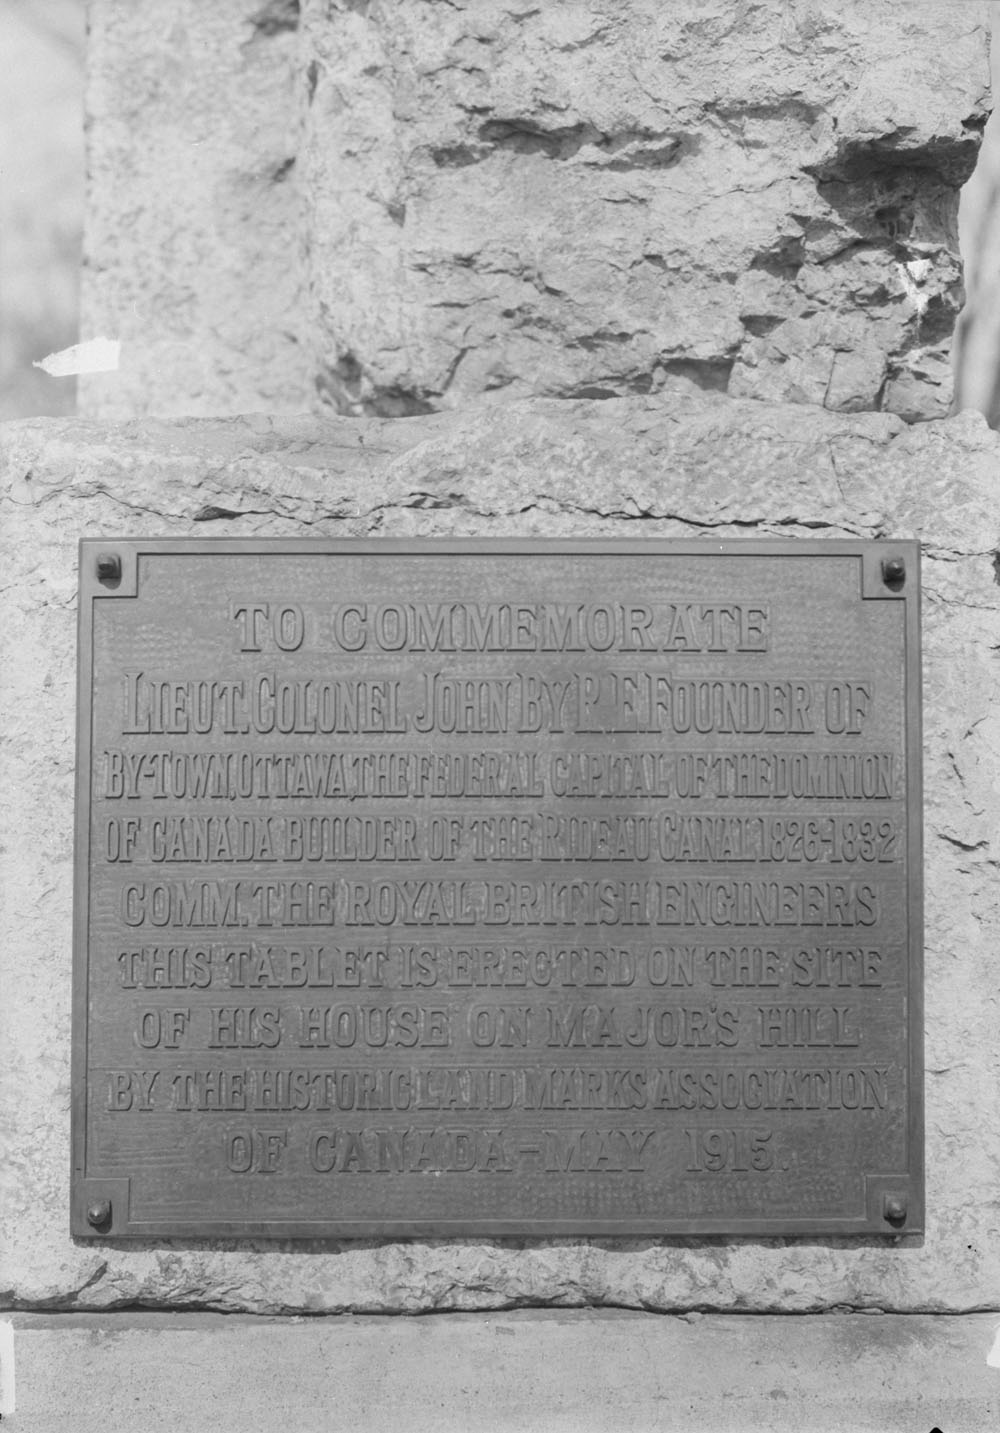 TO COMMEMORATE
LIEUT. COLONEL JOHN BY R.E. FOUNDER OF
BY-TOWN, OTTAWA, THE FEDERAL CAPITAL OF THE DOMINION
OF CANADA BUILDER OF THE RIDEAU CANAL 1826-1832
COMM. THE ROYAL BRITISH ENGINEERS
THIS TABLET IS ERECTED ON THE SITE
OF HIS HOUSE ON MAJOR'S HILL
BY THE HISTORIC LAND MARKS ASSOCIATION
OF CANADA-MAY 1915.